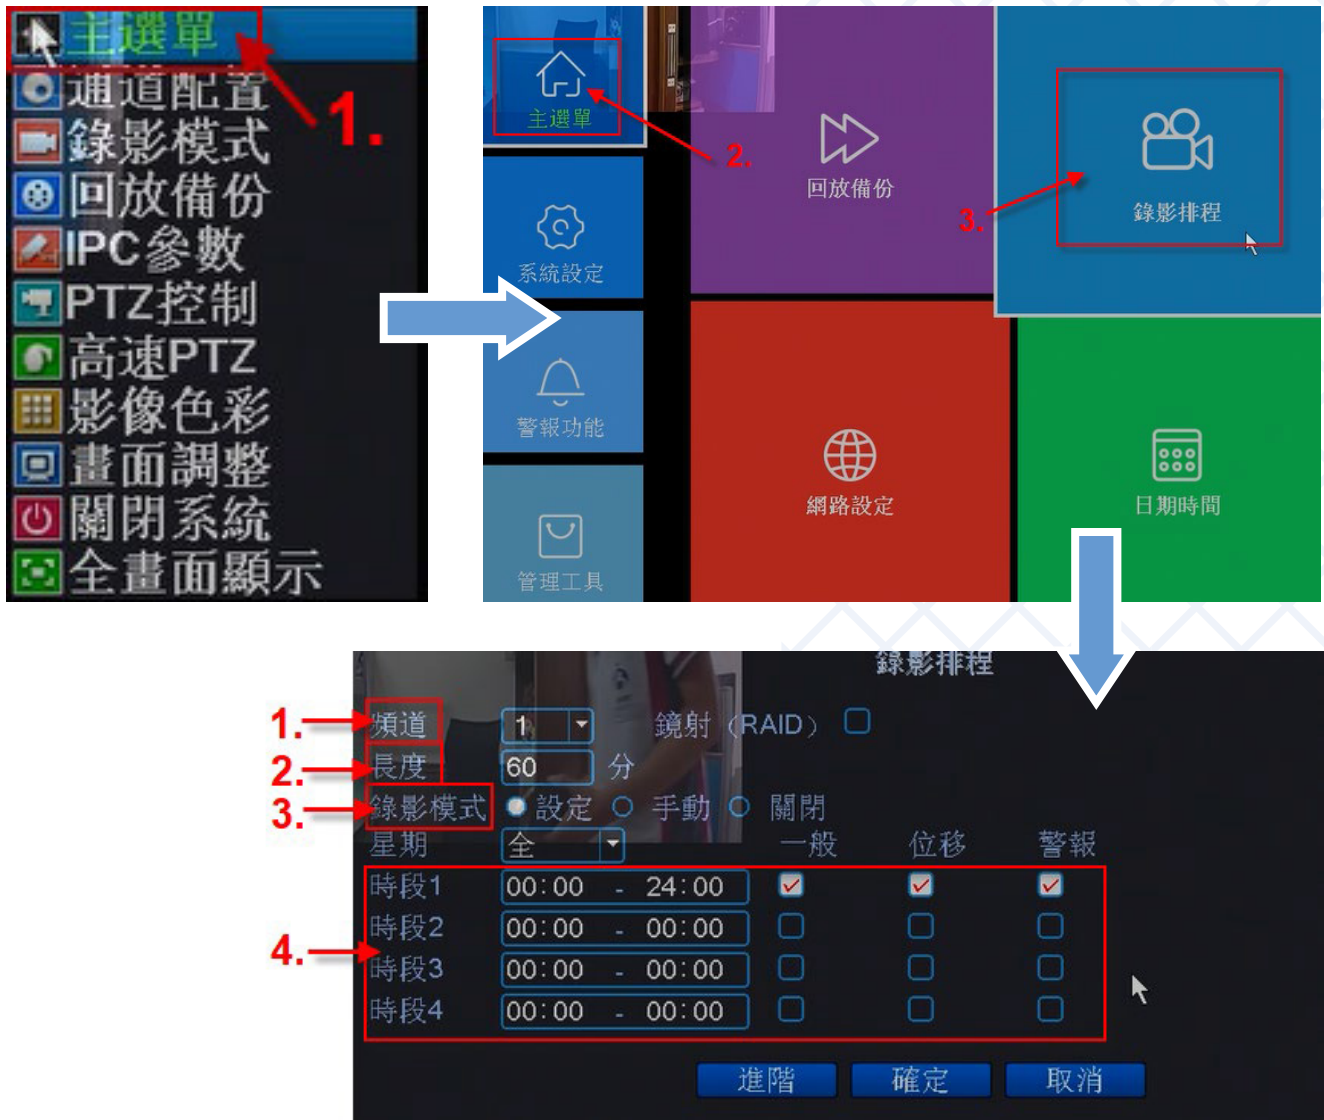 主選單
1.
通道配置
錄影模式
回放備份
IPC參數
PTZ控制
高速PTZ
影像色彩
畫面調整
關閉系統
全畫面顯示
主選單
2.
系統設定
警報功能
管理工具
回放備份
3.
錄影排程
網路設定
日期時間
錄影排程
1. 頻道 1 鏡射（RAID）
2. 長度 60 分
3. 錄影模式 設定 手動 關閉
星期 全 一般 位移 警報
時段1 00:00 - 24:00
時段2 00:00 - 00:00
4.
時段3 00:00 - 00:00
時段4 00:00 - 00:00
進階 確定 取消